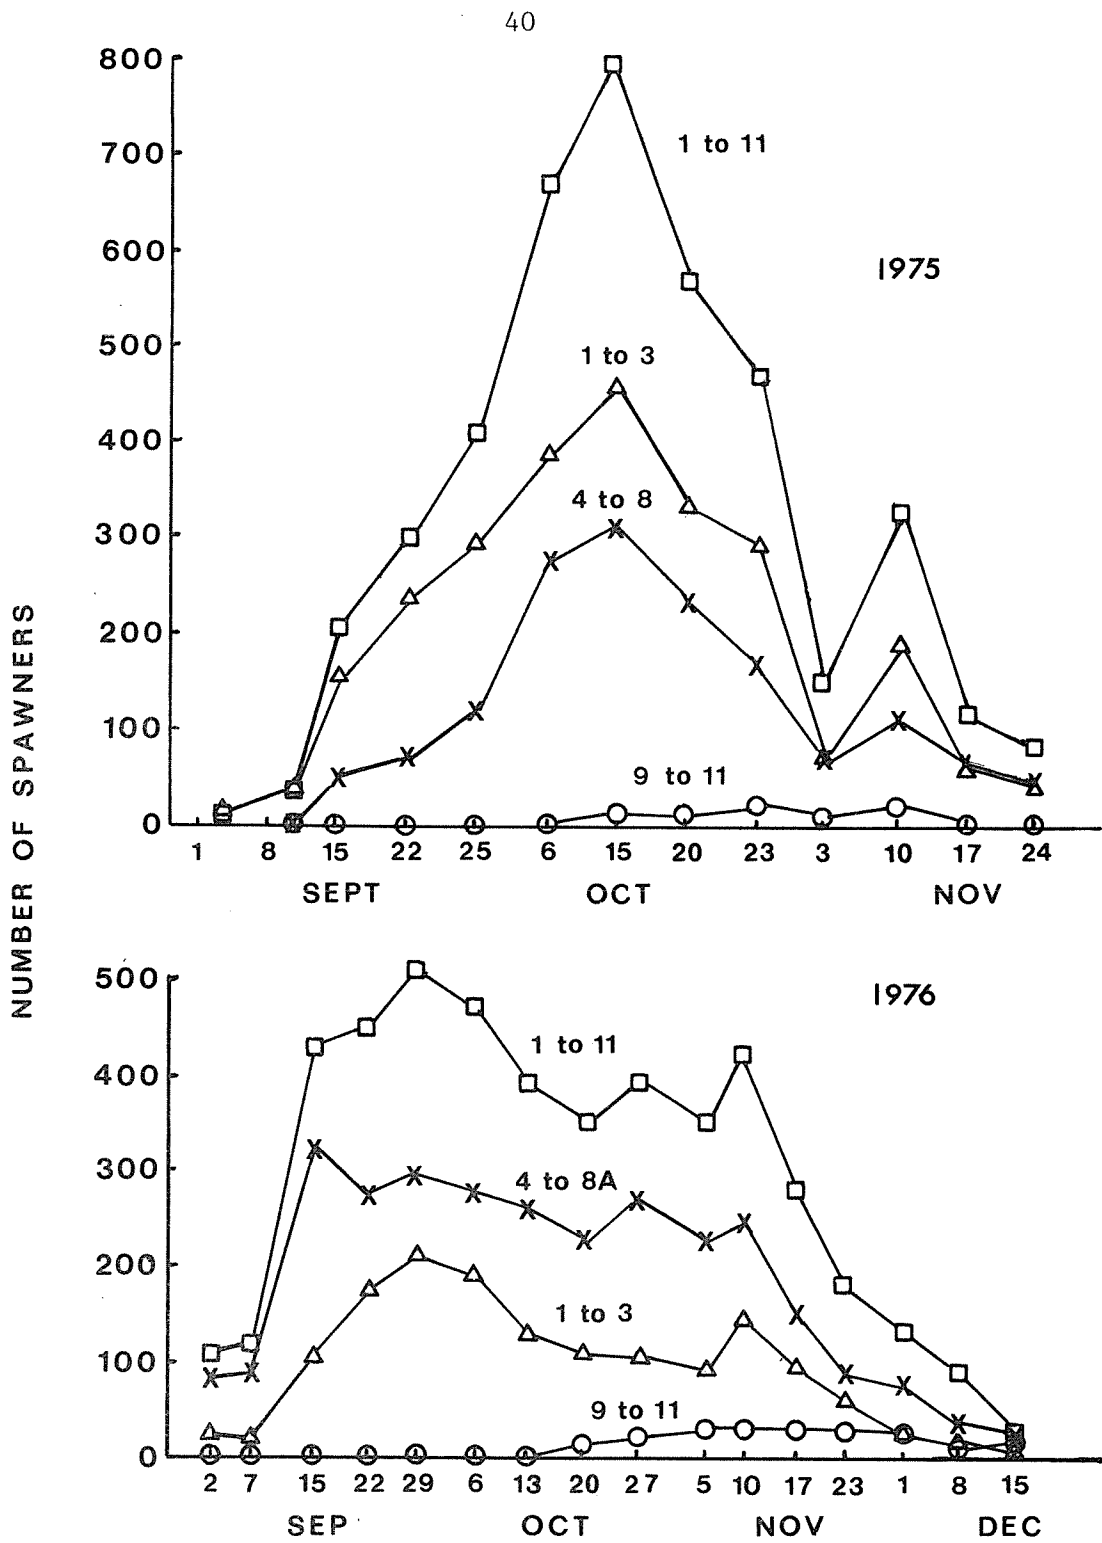 40
NUMBER OF SPAWNERS
800
1 to 11
700
600
1975
500
1 to 3
400
4 to 8
300
200
100
9 to 11
0
1 8 15 22 25 6 15 20 23 3 10 17 24
SEPT OCT NOV
500
1976
1 to 11
400
300
4 to 8A
200
1 to 3
100
9 to 11
0
2 7 15 22 29 6 13 20 27 5 10 17 23 1 8 15
SEP OCT NOV DEC